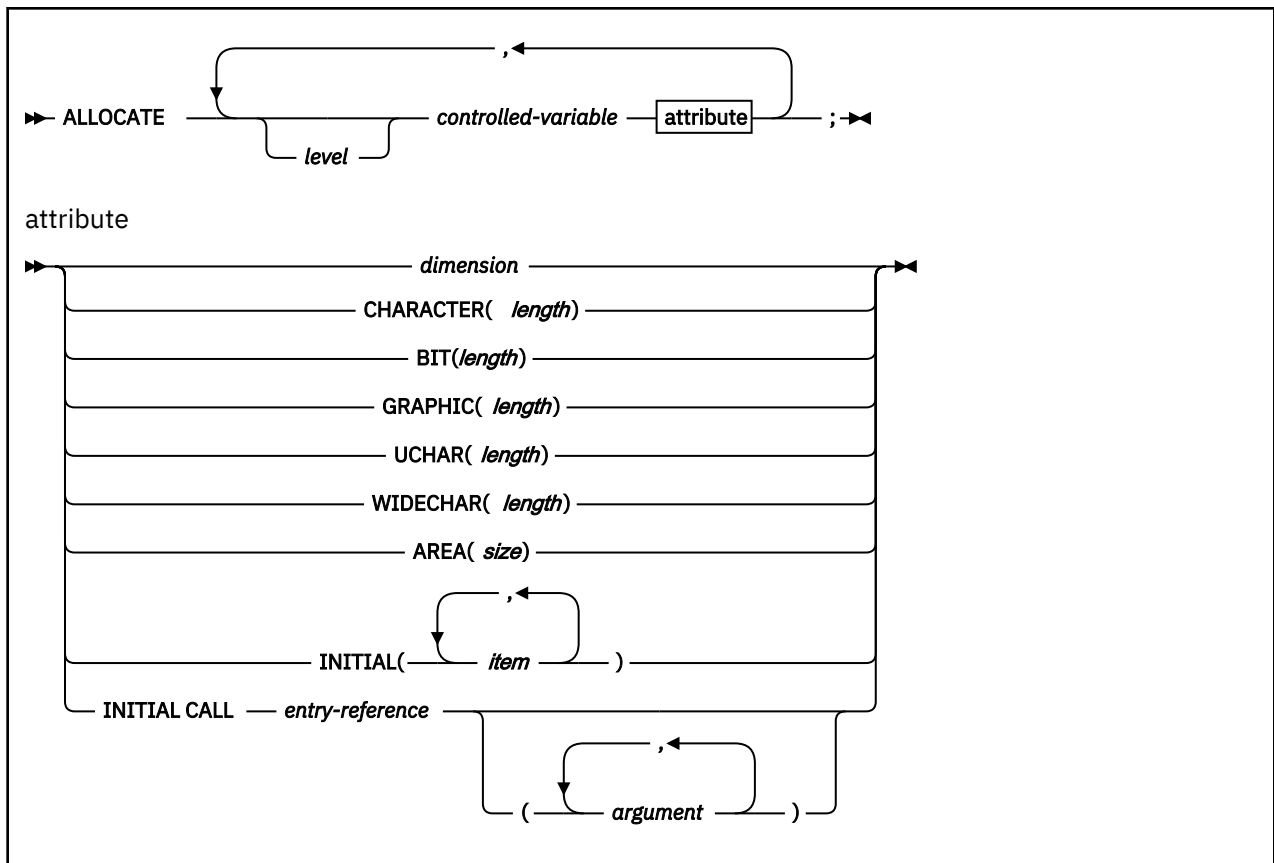 ,
ALLOCATE controlled-variable attribute ;
level
attribute
dimension
CHARACTER( length)
BIT(length)
GRAPHIC( length)
UCHAR( length)
WIDECHAR( length)
AREA( size)
,
INITIAL( item )
INITIAL CALL entry-reference
,
( argument )